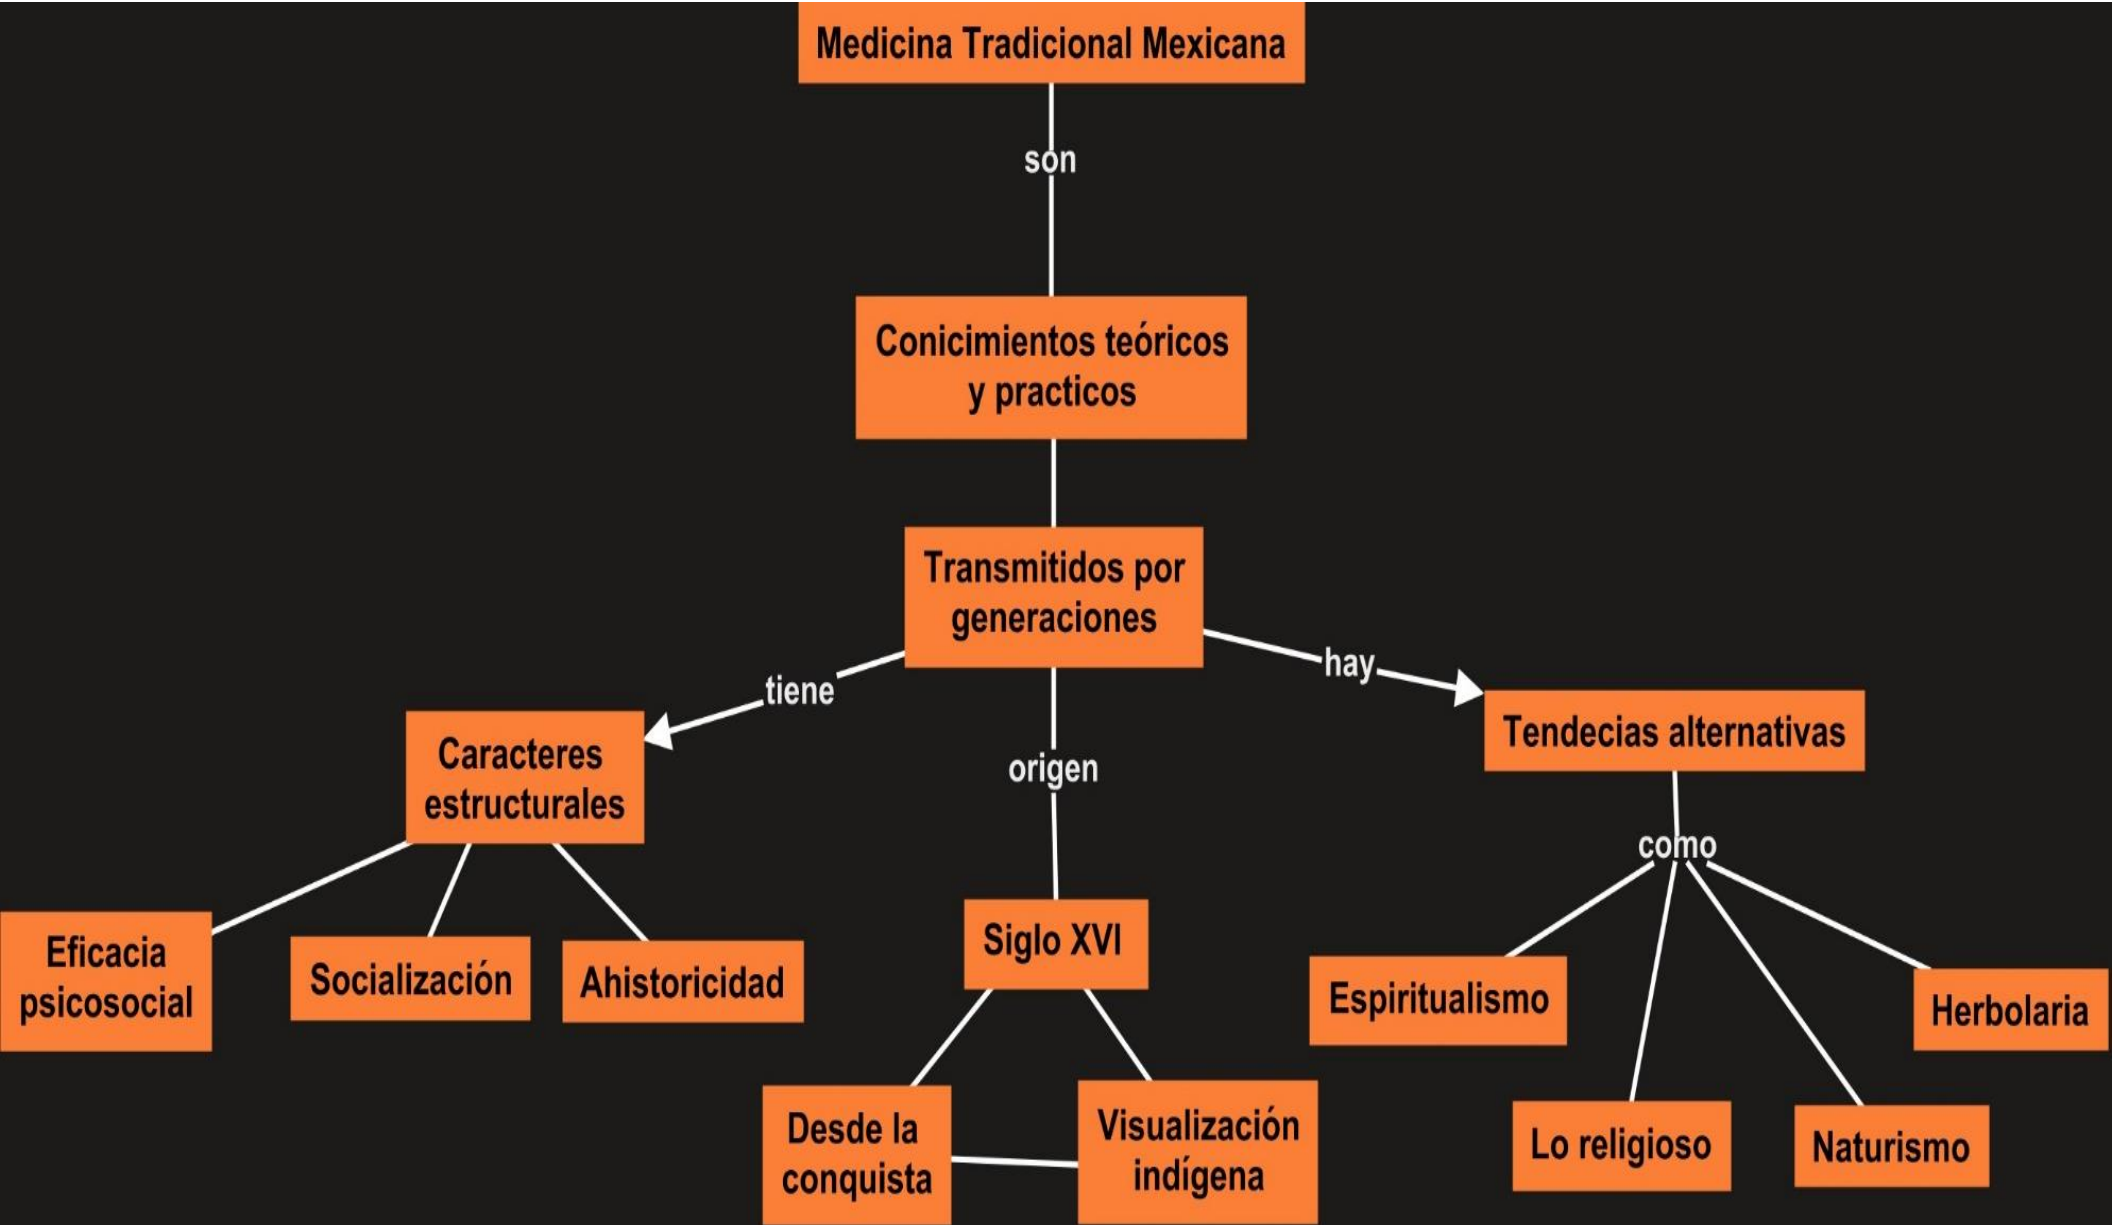 Medicina Tradicional Mexicana
son
Conicimientos teóricos
y practicos
Transmitidos por
generaciones
tiene
origen
hay
Caracteres
estructurales
Eficacia
psicosocial
Socialización
Ahistoricidad
Siglo XVI
Desde la
conquista
Visualización
indígena
Tendecias alternativas
como
Espiritualismo
Lo religioso
Naturismo
Herbolaria